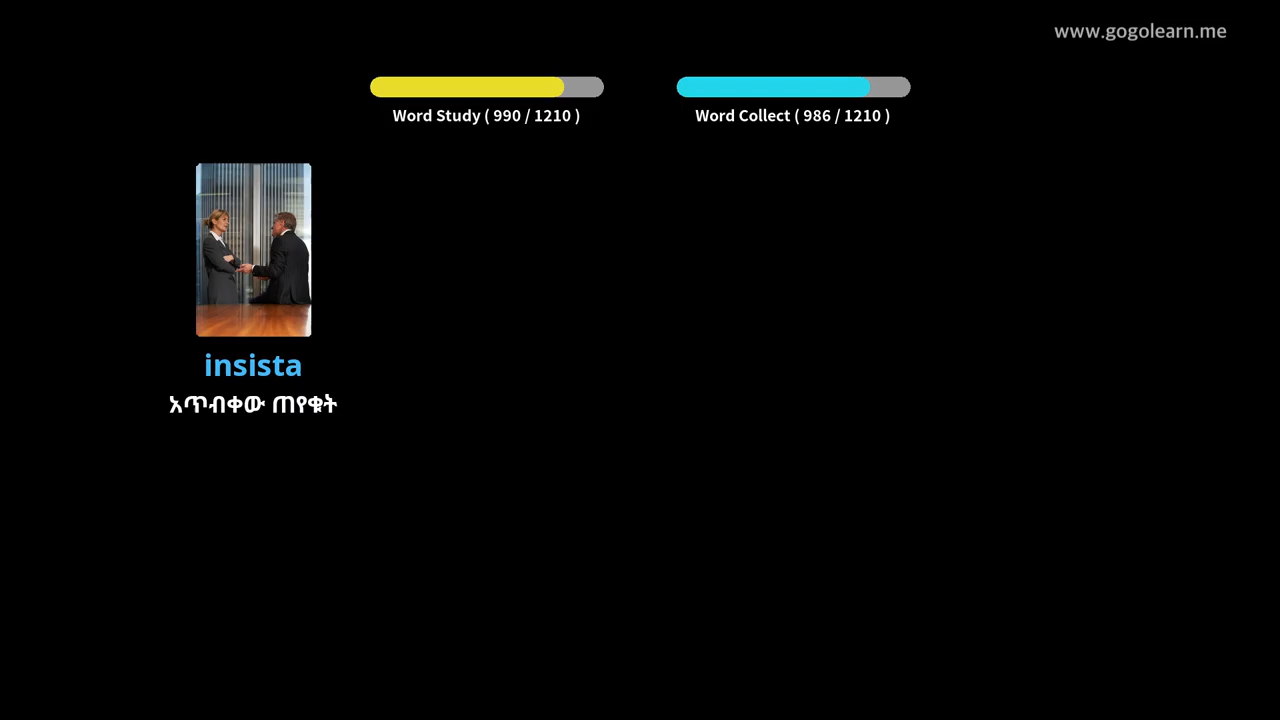 www.gogolearn.me
Word Study ( 990 / 1210 )
Word Collect ( 986 / 1210 )
insista
አጥብቀው ጠየቁት